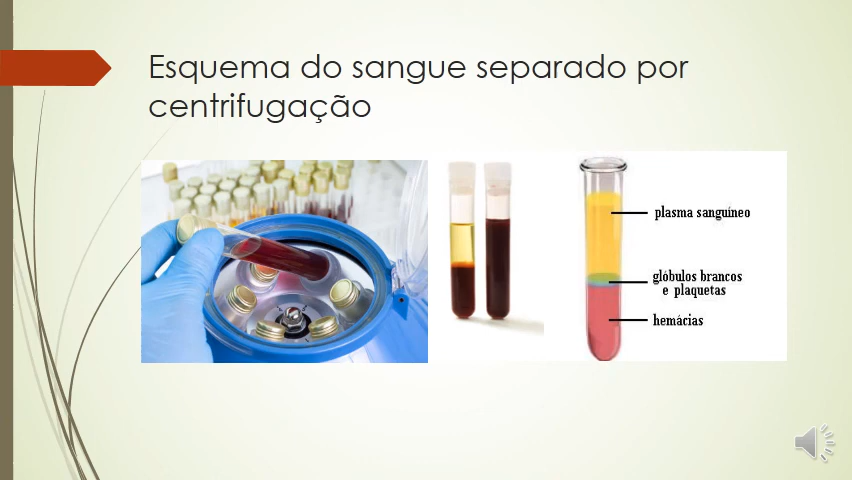 Esquema do sangue separado por
centrifugação
plasma sanguíneo
glóbulos brancos
e plaquetas
hemácias